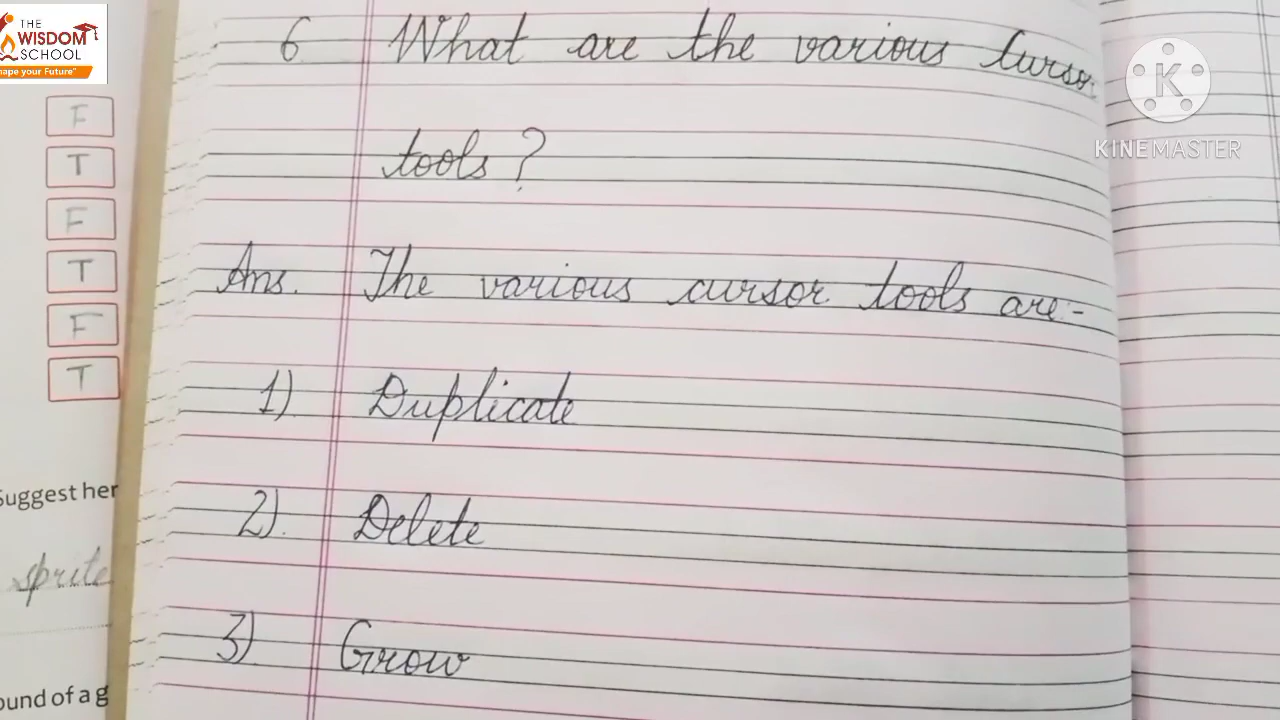 THE
WISDOM
SCHOOL
hape your Future"
6 What are the various Cursor
tools?
Ans. The various cursor tools are:-
1) Duplicate
2). Delete
3) Grow
F
T
F
T
F
T
Suggest her
sprite
ound of a g
K
KINEMASTER